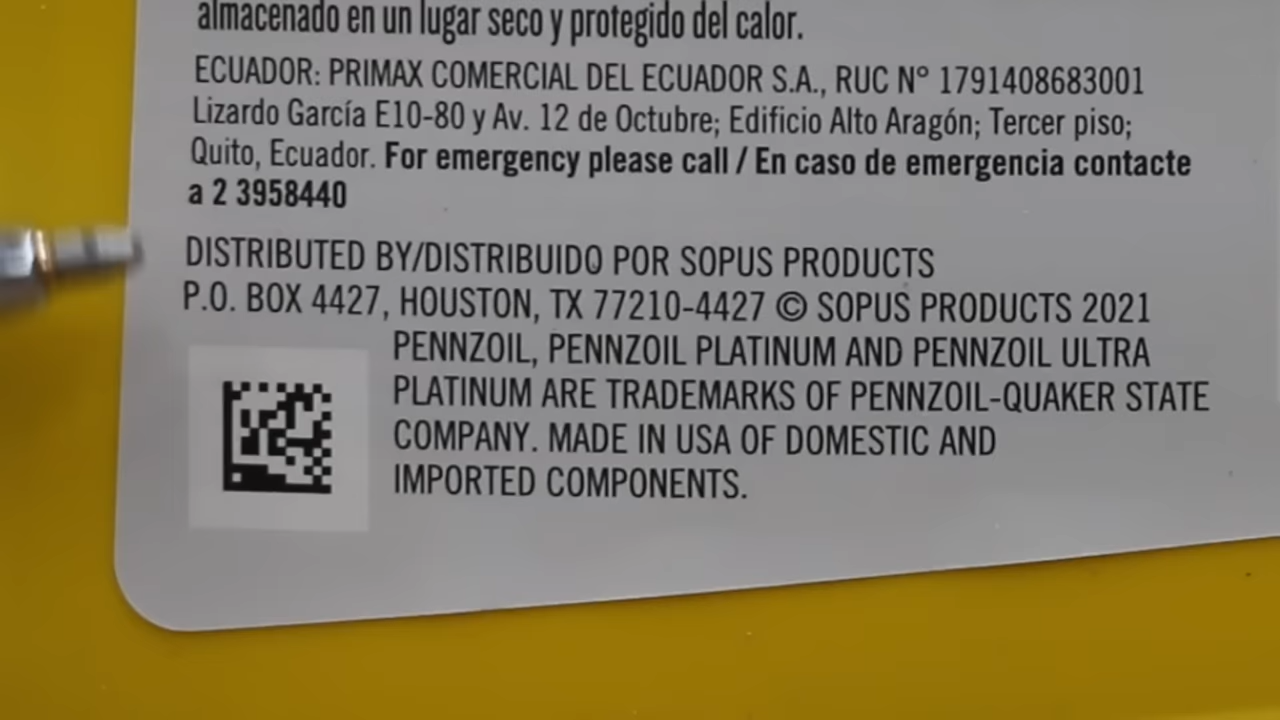 almacenado en un lugar seco y protegido del calor.
ECUADOR: PRIMAX COMERCIAL DEL ECUADOR S.A., RUC N° 1791408683001
Lizardo García E10-80 y Av. 12 de Octubre; Edificio Alto Aragón; Tercer piso;
Quito, Ecuador. For emergency please call / En caso de emergencia contacte
a 2 3958440
DISTRIBUTED BY/DISTRIBUIDO POR SOPUS PRODUCTS
P.O. BOX 4427, HOUSTON, TX 77210-4427 © SOPUS PRODUCTS 2021
PENNZOIL, PENNZOIL PLATINUM AND PENNZOIL ULTRA
PLATINUM ARE TRADEMARKS OF PENNZOIL-QUAKER STATE
COMPANY. MADE IN USA OF DOMESTIC AND
IMPORTED COMPONENTS.